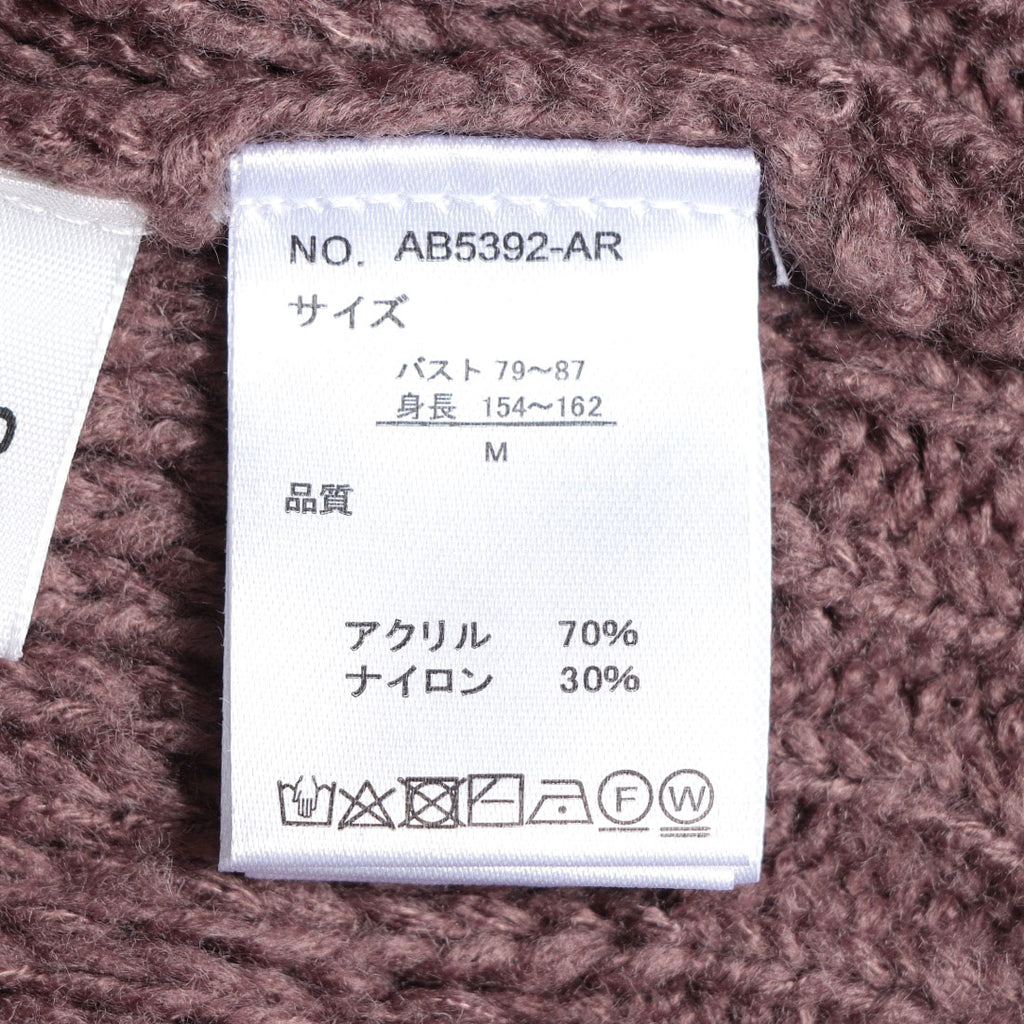 NO. AB5392-AR
サイズ
バスト 79～87
身長 154～162
M
品質
アクリル 70%
ナイロン 30%
F W